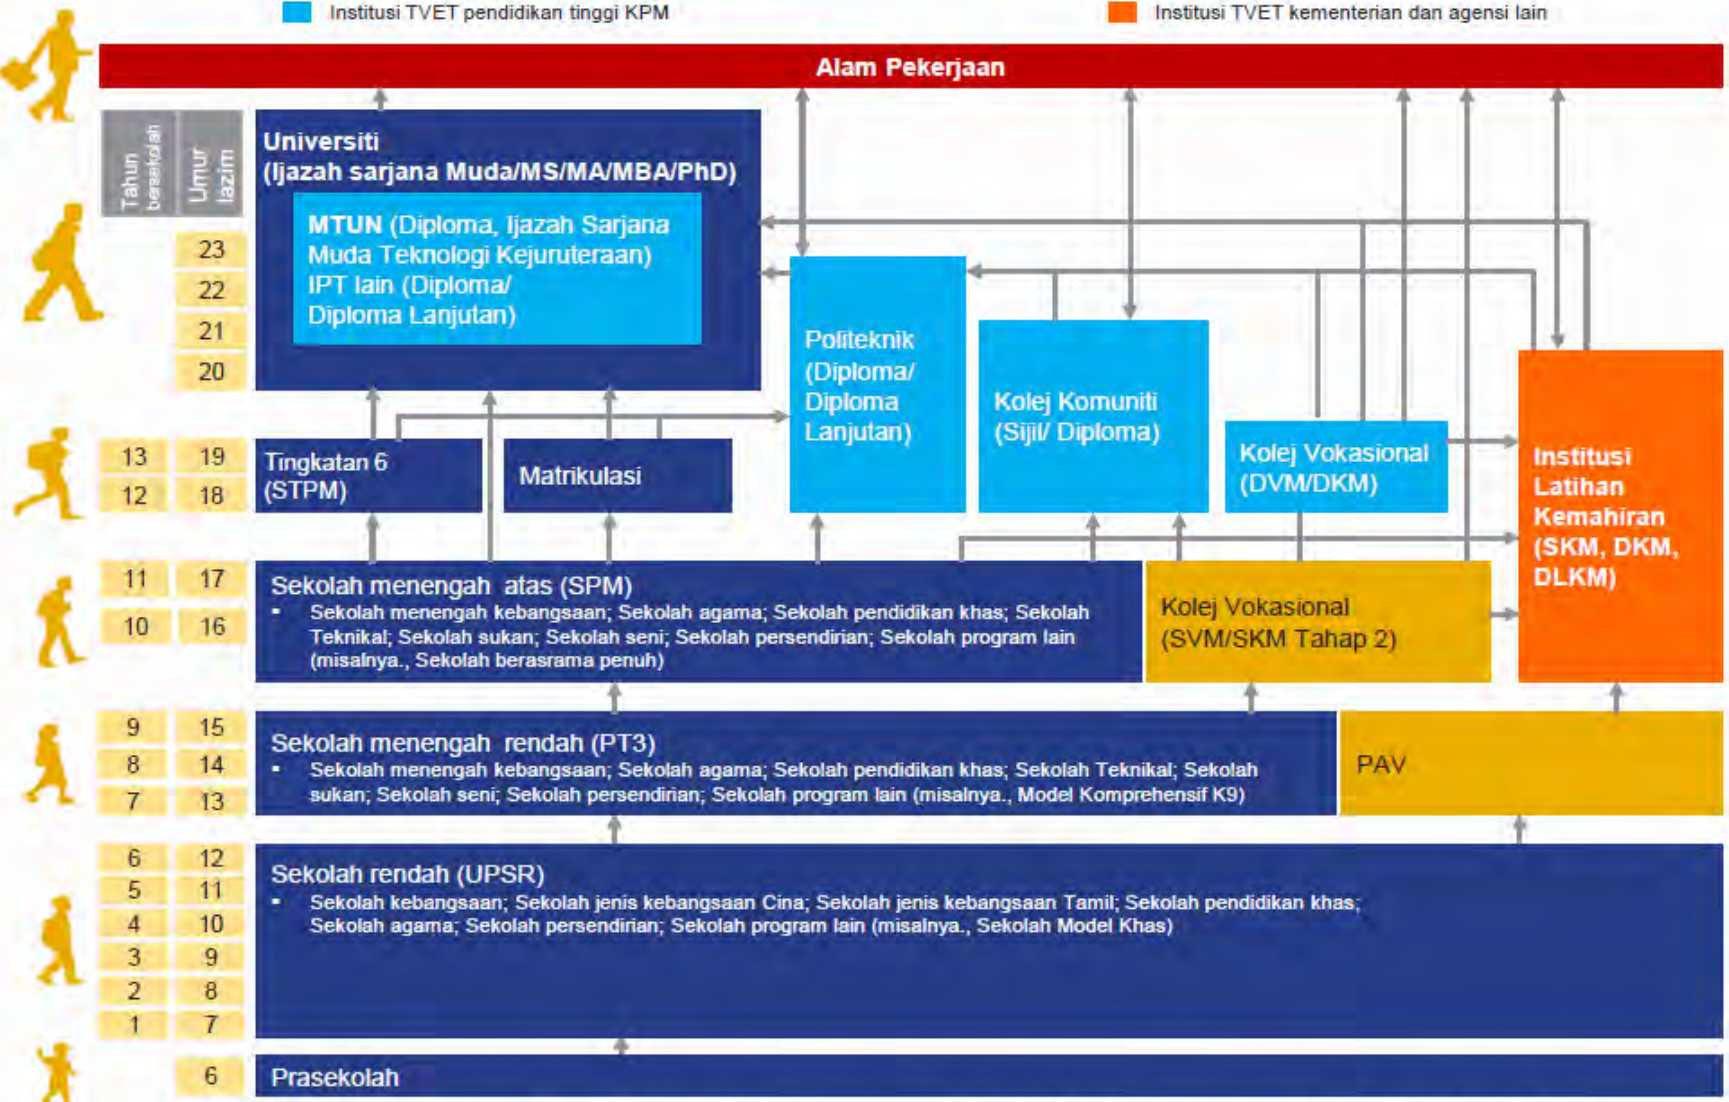 Institusi TVET pendidikan tinggi KPM
Institusi TVET kementerian dan agensi lain
Alam Pekerjaan
Tahun
bersekolah
Umur
lazim
Universiti
(Ijazah sarjana Muda/MS/MA/MBA/PhD)
MTUN (Diploma, Ijazah Sarjana
Muda Teknologi Kejuruteraan)
IPT lain (Diploma/
Diploma Lanjutan)
23
22
21
20
Politeknik
(Diploma/
Diploma
Lanjutan)
Kolej Komuniti
(Sijil/ Diploma)
Kolej Vokasional
(DVM/DKM)
Institusi
Latihan
Kemahiran
(SKM, DKM,
DLKM)
13 19
12 18
Tingkatan 6
(STPM)
Matrikulasi
11 17
10 16
Sekolah menengah atas (SPM)
▪ Sekolah menengah kebangsaan; Sekolah agama; Sekolah pendidikan khas; Sekolah
Teknikal; Sekolah sukan; Sekolah seni; Sekolah persendirian; Sekolah program lain
(misalnya., Sekolah berasrama penuh)
Kolej Vokasional
(SVM/SKM Tahap 2)
9 15
8 14
7 13
Sekolah menengah rendah (PT3)
▪ Sekolah menengah kebangsaan; Sekolah agama; Sekolah pendidikan khas; Sekolah Teknikal; Sekolah
sukan; Sekolah seni; Sekolah persendirian; Sekolah program lain (misalnya., Model Komprehensif K9)
PAV
6 12
5 11
4 10
3 9
2 8
1 7
Sekolah rendah (UPSR)
▪ Sekolah kebangsaan; Sekolah jenis kebangsaan Cina; Sekolah jenis kebangsaan Tamil; Sekolah pendidikan khas;
Sekolah agama; Sekolah persendirian; Sekolah program lain (misalnya., Sekolah Model Khas)
6
Prasekolah